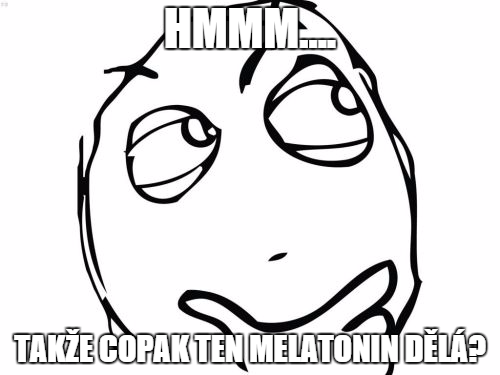 HMMM....
TAKŽE COPAK TEN MELATONIN DĚLÁ?